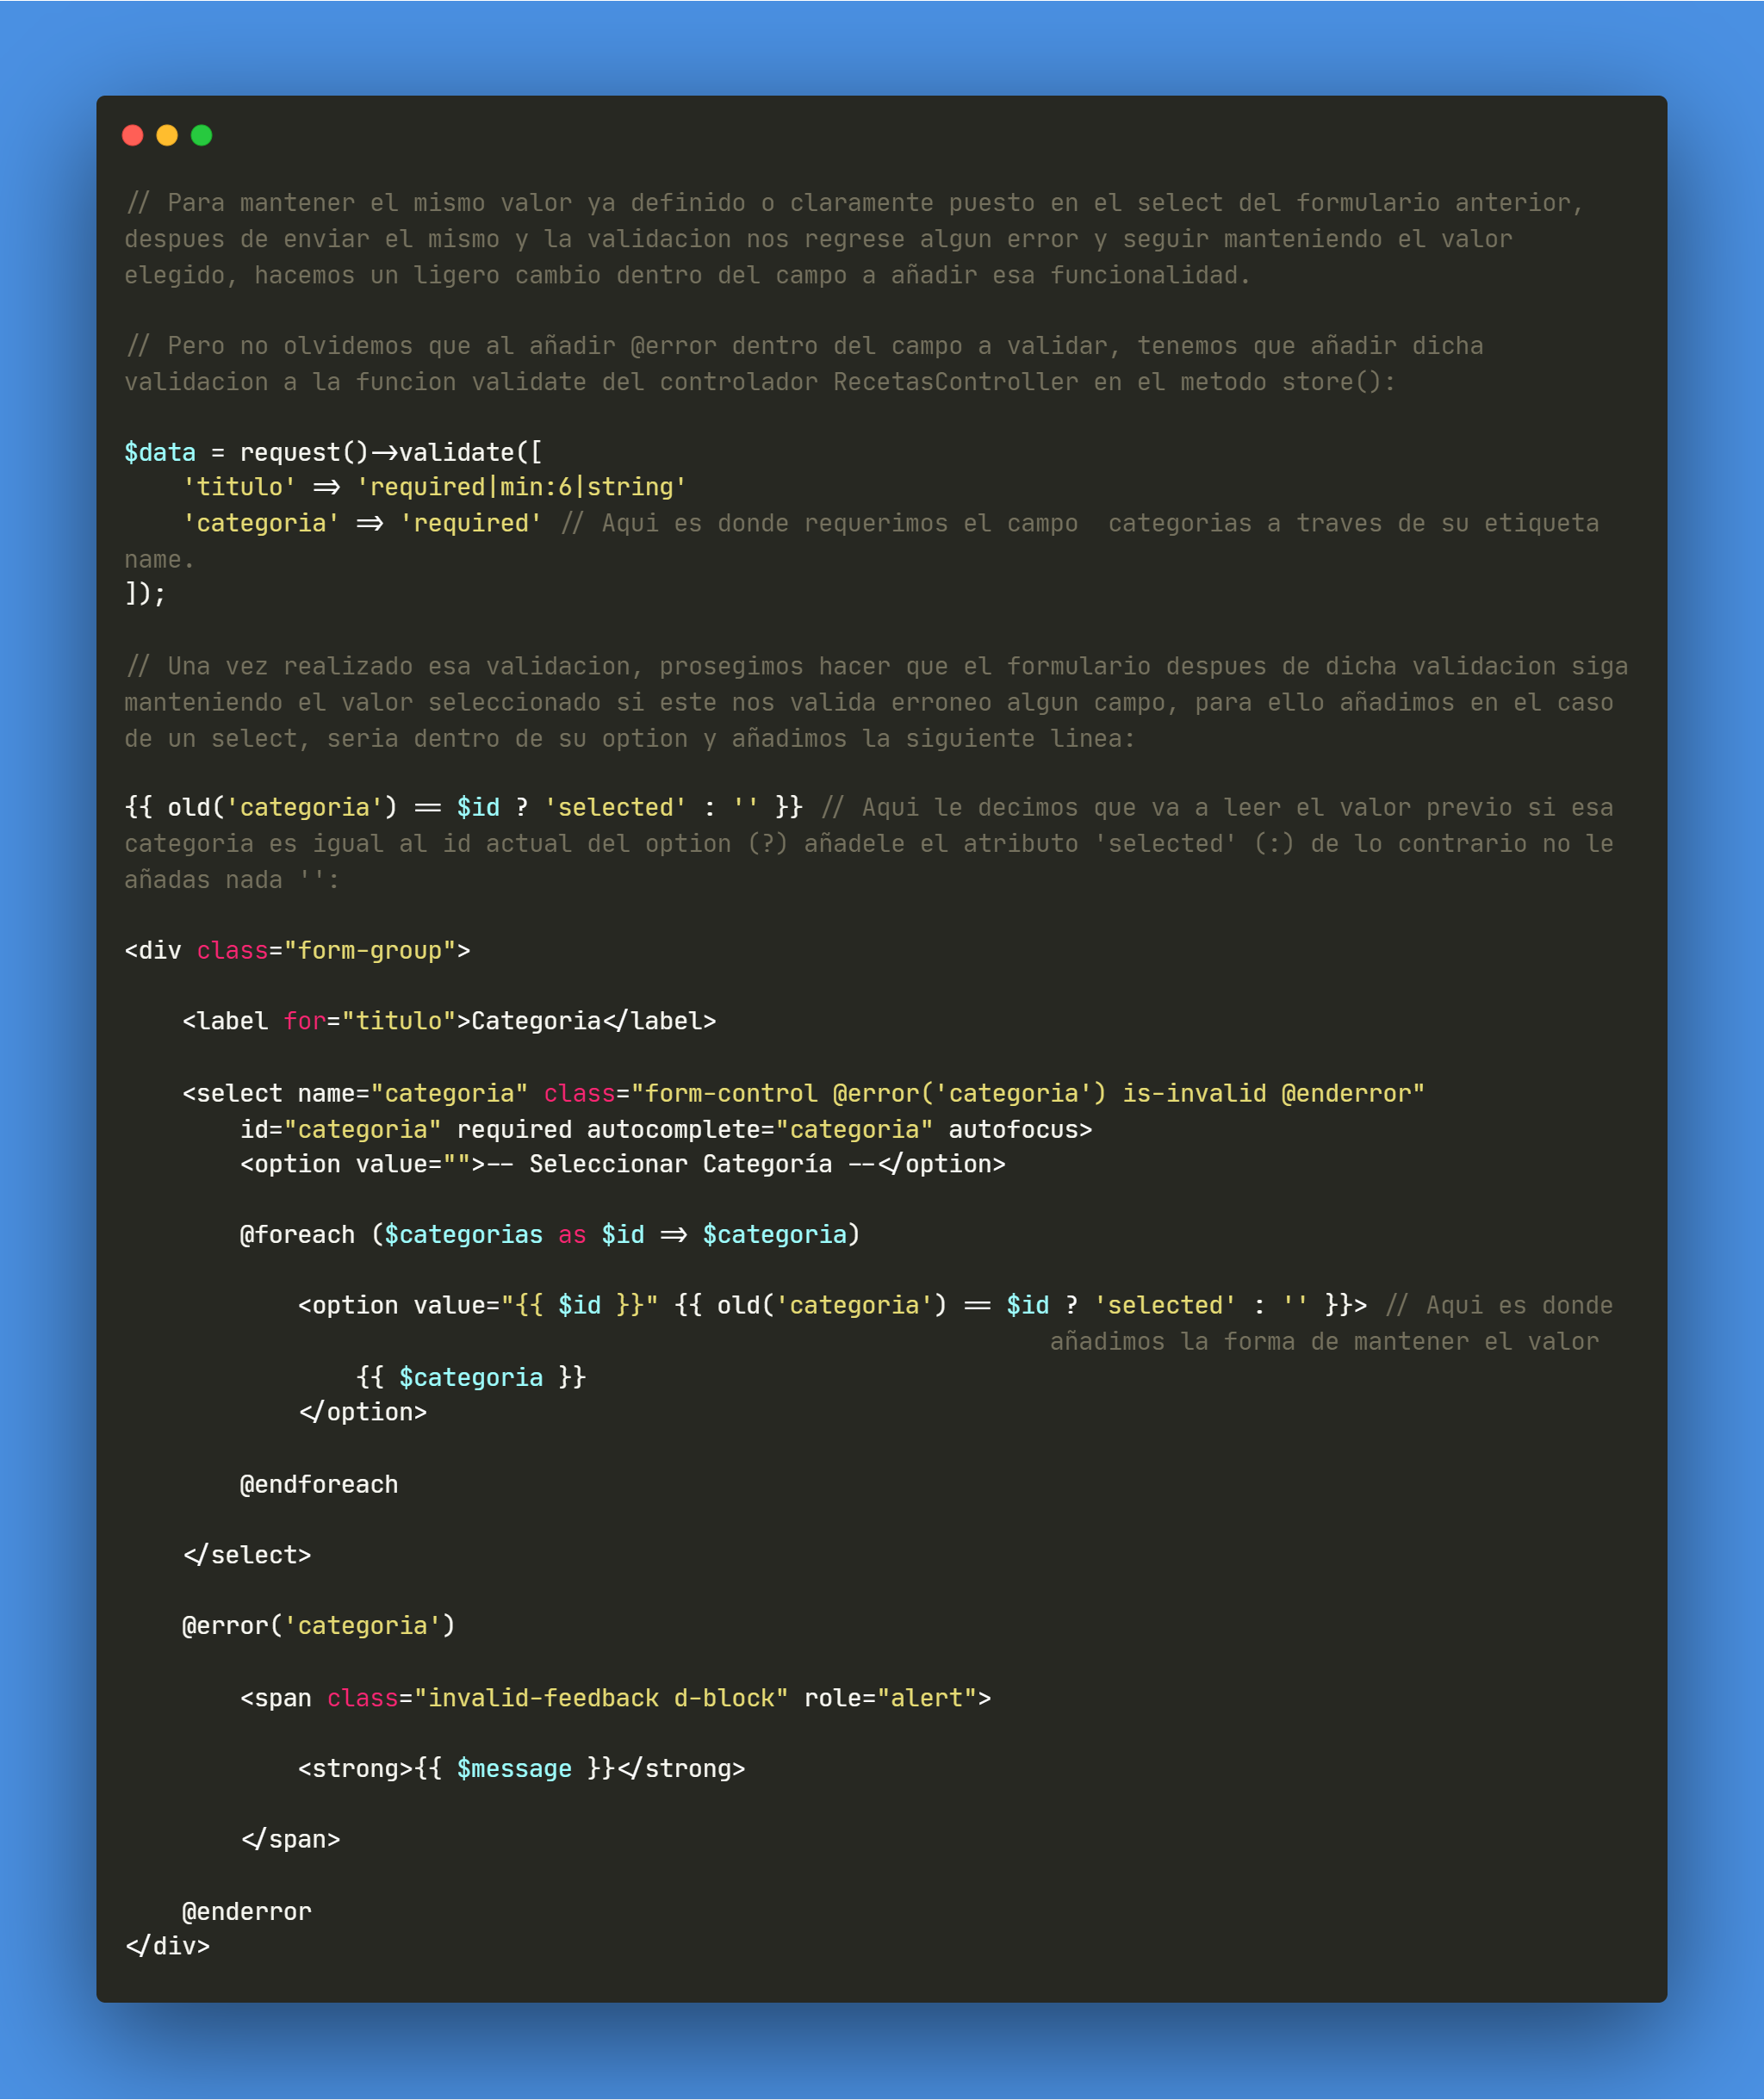 // Para mantener el mismo valor ya definido o claramente puesto en el select del formulario anterior,
despues de enviar el mismo y la validacion nos regrese algun error y seguir manteniendo el valor
elegido, hacemos un ligero cambio dentro del campo a añadir esa funcionalidad.
// Pero no olvidemos que al añadir @error dentro del campo a validar, tenemos que añadir dicha
validacion a la funcion validate del controlador RecetasController en el metodo store():
$data = request()->validate([
    'titulo' => 'required|min:6|string'
    'categoria' => 'required' // Aqui es donde requerimos el campo  categorias a traves de su etiqueta
name.
]);
// Una vez realizado esa validacion, prosegimos hacer que el formulario despues de dicha validacion siga
manteniendo el valor seleccionado si este nos valida erroneo algun campo, para ello añadimos en el caso
de un select, seria dentro de su option y añadimos la siguiente linea:
{{ old('categoria') == $id ? 'selected' : '' }} // Aqui le decimos que va a leer el valor previo si esa
categoria es igual al id actual del option (?) añadele el atributo 'selected' (:) de lo contrario no le
añadas nada '':
<div class="form-group">
    <label for="titulo">Categoria</label>
    <select name="categoria" class="form-control @error('categoria') is-invalid @enderror"
        id="categoria" required autocomplete="categoria" autofocus>
        <option value="">-- Seleccionar Categoría --</option>
        @foreach ($categorias as $id => $categoria)
            <option value="{{ $id }}" {{ old('categoria') == $id ? 'selected' : '' }}> // Aqui es donde
añadimos la forma de mantener el valor
                {{ $categoria }}
            </option>
        @endforeach
    </select>
    @error('categoria')
        <span class="invalid-feedback d-block" role="alert">
            <strong>{{ $message }}</strong>
        </span>
    @enderror
</div>